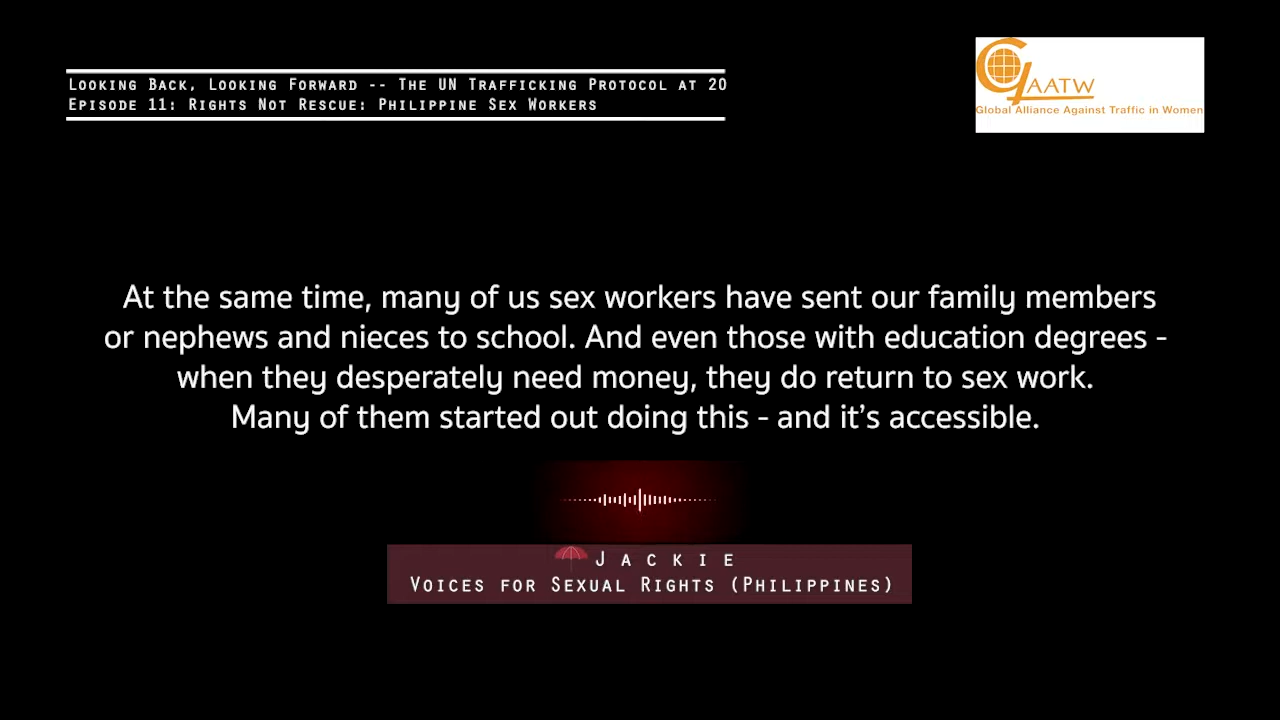 Looking Back, Looking Forward -- The UN Trafficking Protocol at 20
Episode 11: Rights Not Rescue: Philippine Sex Workers
GAATW
Global Alliance Against Traffic in Women
At the same time, many of us sex workers have sent our family members
or nephews and nieces to school. And even those with education degrees -
when they desperately need money, they do return to sex work.
Many of them started out doing this - and it's accessible.
Jackie
Voices for Sexual Rights (Philippines)